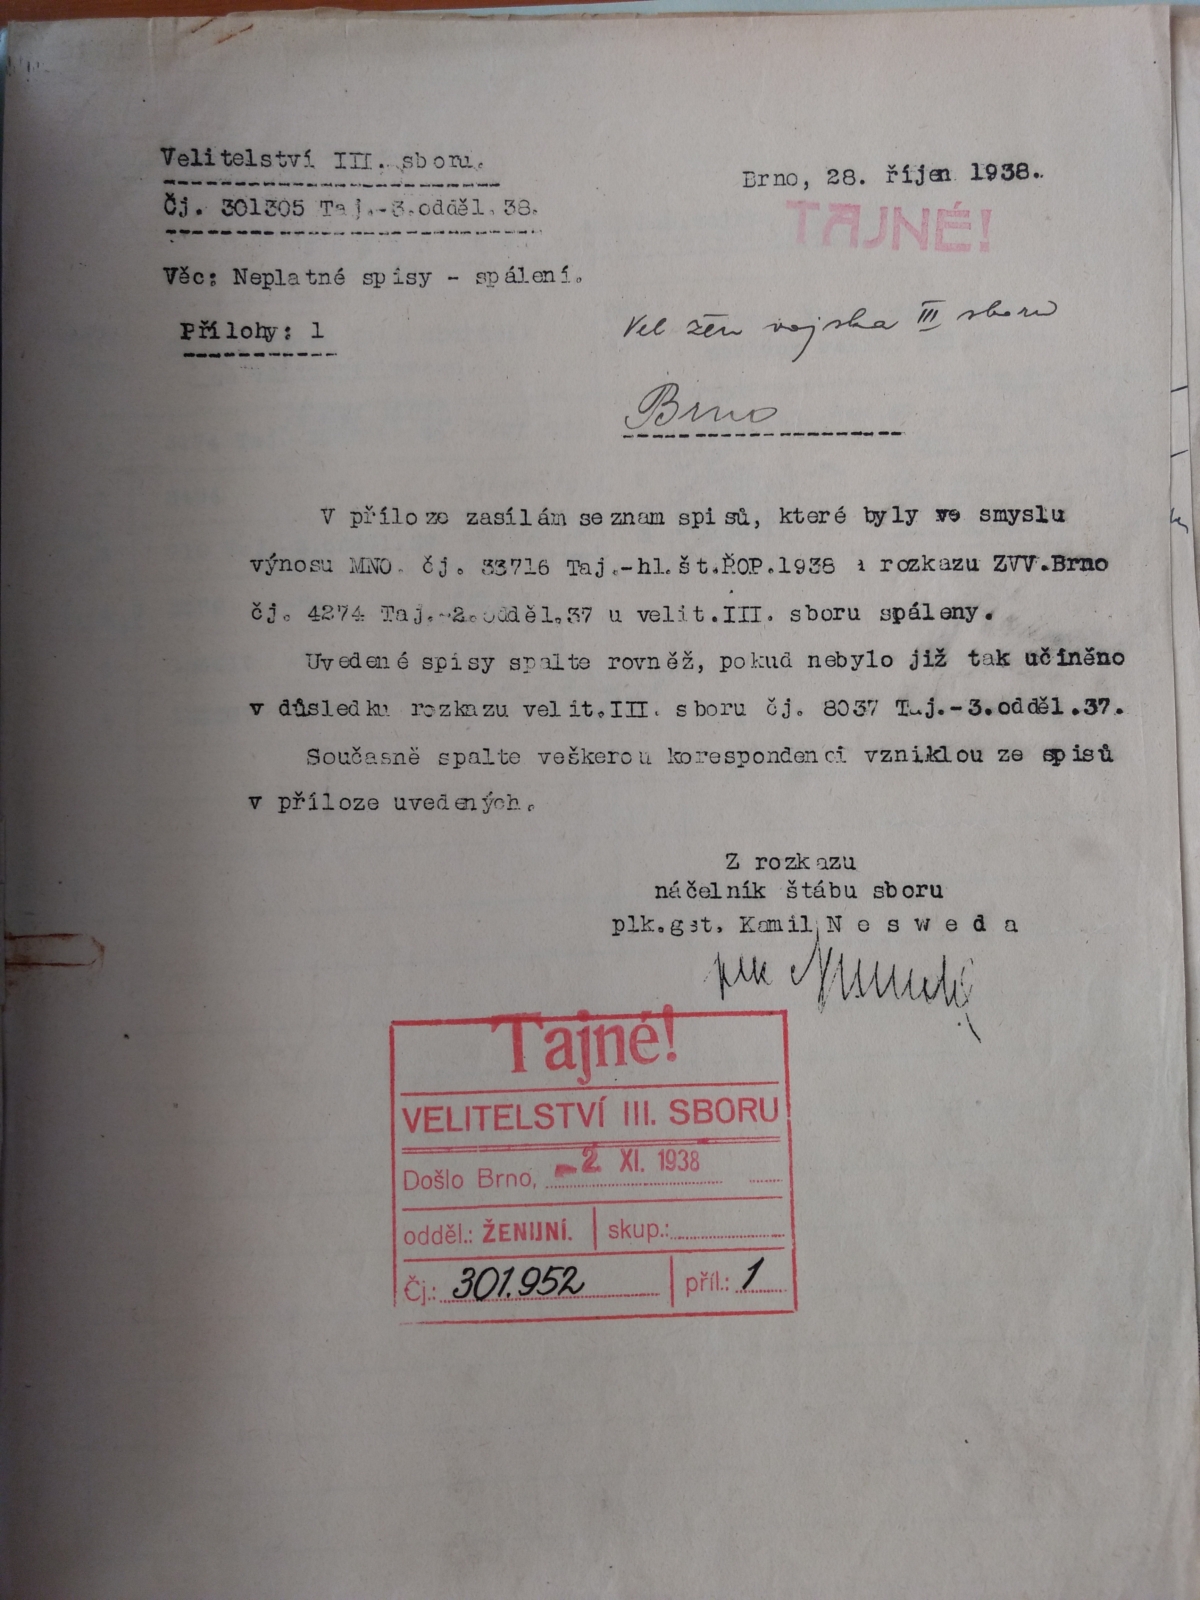 Velitelství III. sboru.
Čj. 301305 Taj.-3.odděl.38.
Brno, 28. říjen 1938.
TAJNÉ!
Věc: Neplatné spisy - spálení.
Přílohy: 1
Vel žen vojska III sboru
Brno
V příloze zasílám seznam spisů, které byly ve smyslu
výnosu MNO. čj. 33716 Taj.-hl.št.ŘOP.1938 a rozkazu ZVV.Brno
čj. 4274 Taj.-2.odděl.37 u velit.III. sboru spáleny.
Uvedené spisy spalte rovněž, pokud nebylo již tak učiněno
v důsledku rozkazu velit.III. sboru čj. 8037 Taj.-3.odděl.37.
Současně spalte veškerou korespondenci vzniklou ze spisů
v příloze uvedených.
Z rozkazu
náčelník štábu sboru
plk.gst. Kamil N e s w e d a
Tajné!
VELITELSTVÍ III. SBORU
Došlo Brno, -2 XI. 1938
odděl.: ŽENIJNÍ. skup.:
Čj.: 301.952 příl.: 1